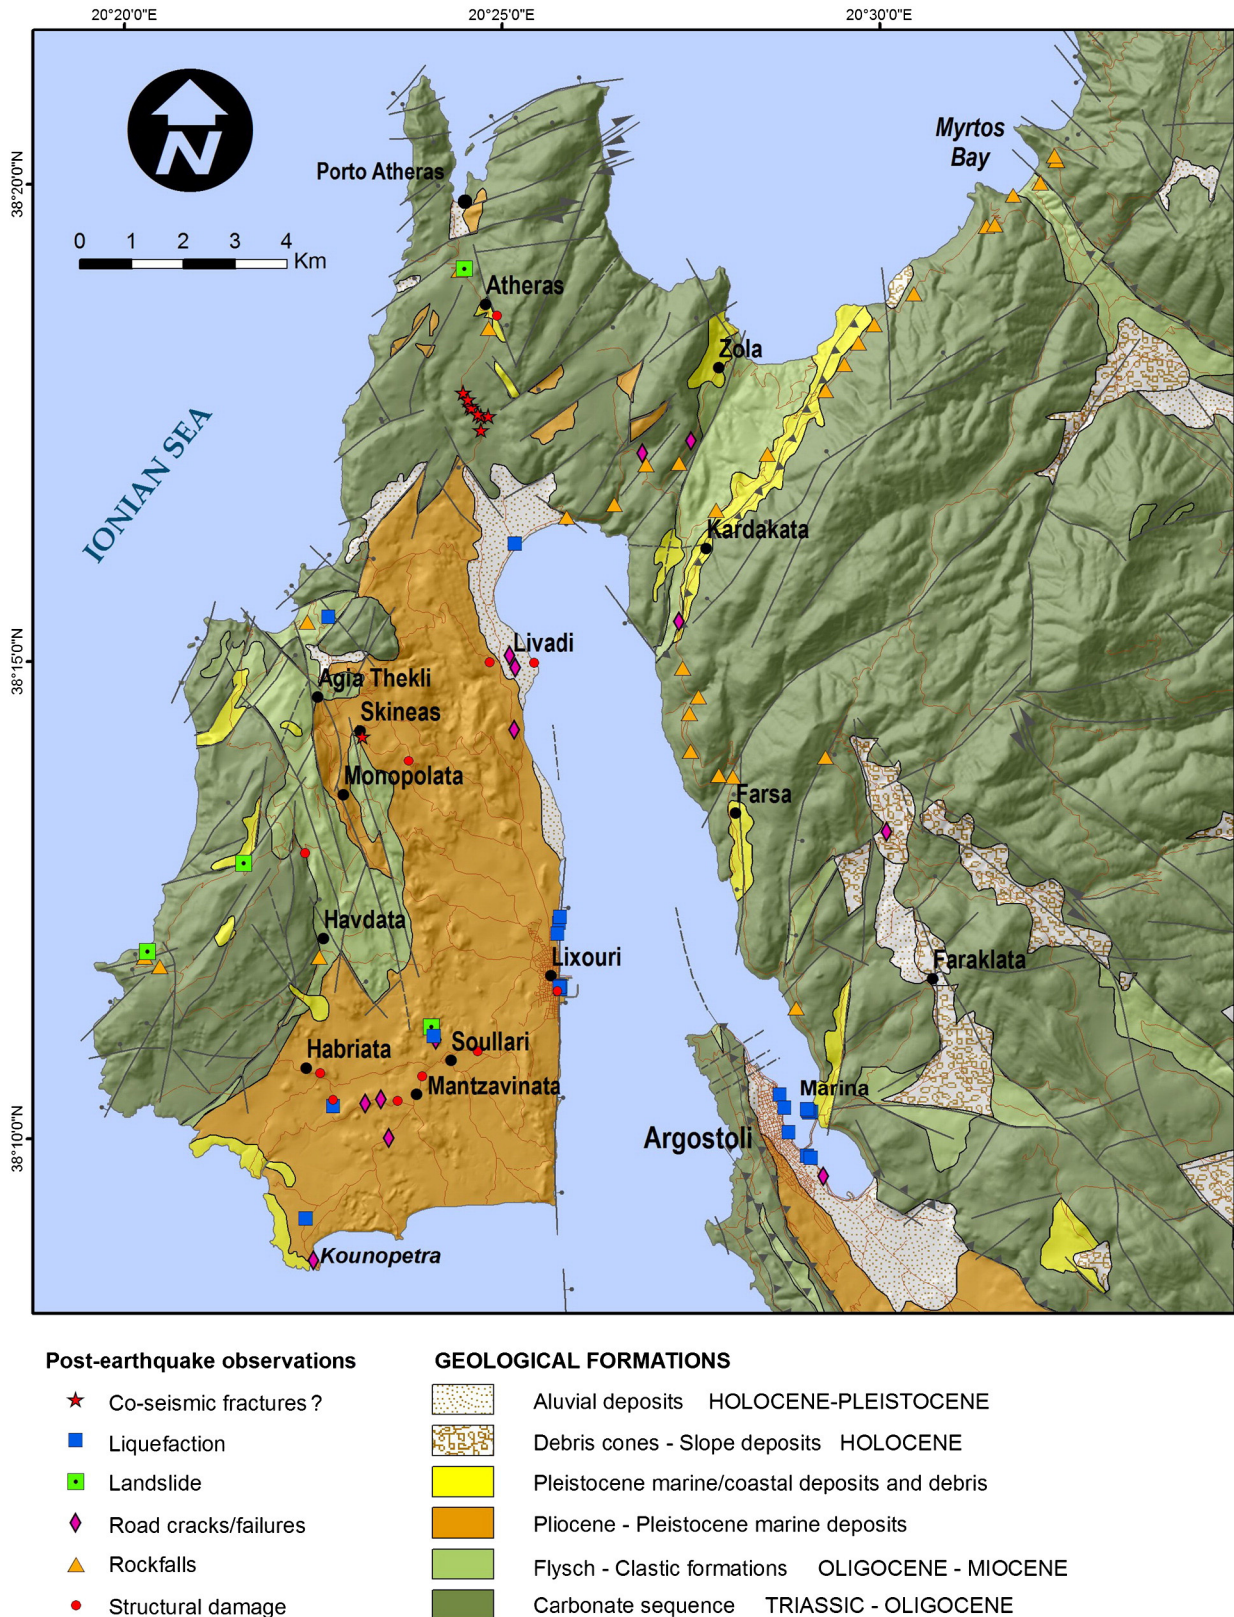 20°20'0"E
20°25'0"E
20°30'0"E
38°20'0"N
38°15'0"N
38°10'0"N
N
0 1 2 3 4 Km
IONIAN SEA
Myrtos
Bay
Porto Atheras
Atheras
Zola
Kardakata
Livadi
Agia Thekli
Skineas
Monopolata
Farsa
Havdata
Lixouri
Faraklata
Habriata
Soullari
Mantzavinata
Marina
Argostoli
Kounopetra
Post-earthquake observations
Co-seismic fractures ?
Liquefaction
Landslide
Road cracks/failures
Rockfalls
Structural damage
GEOLOGICAL FORMATIONS
Aluvial deposits HOLOCENE-PLEISTOCENE
Debris cones - Slope deposits HOLOCENE
Pleistocene marine/coastal deposits and debris
Pliocene - Pleistocene marine deposits
Flysch - Clastic formations OLIGOCENE - MIOCENE
Carbonate sequence TRIASSIC - OLIGOCENE